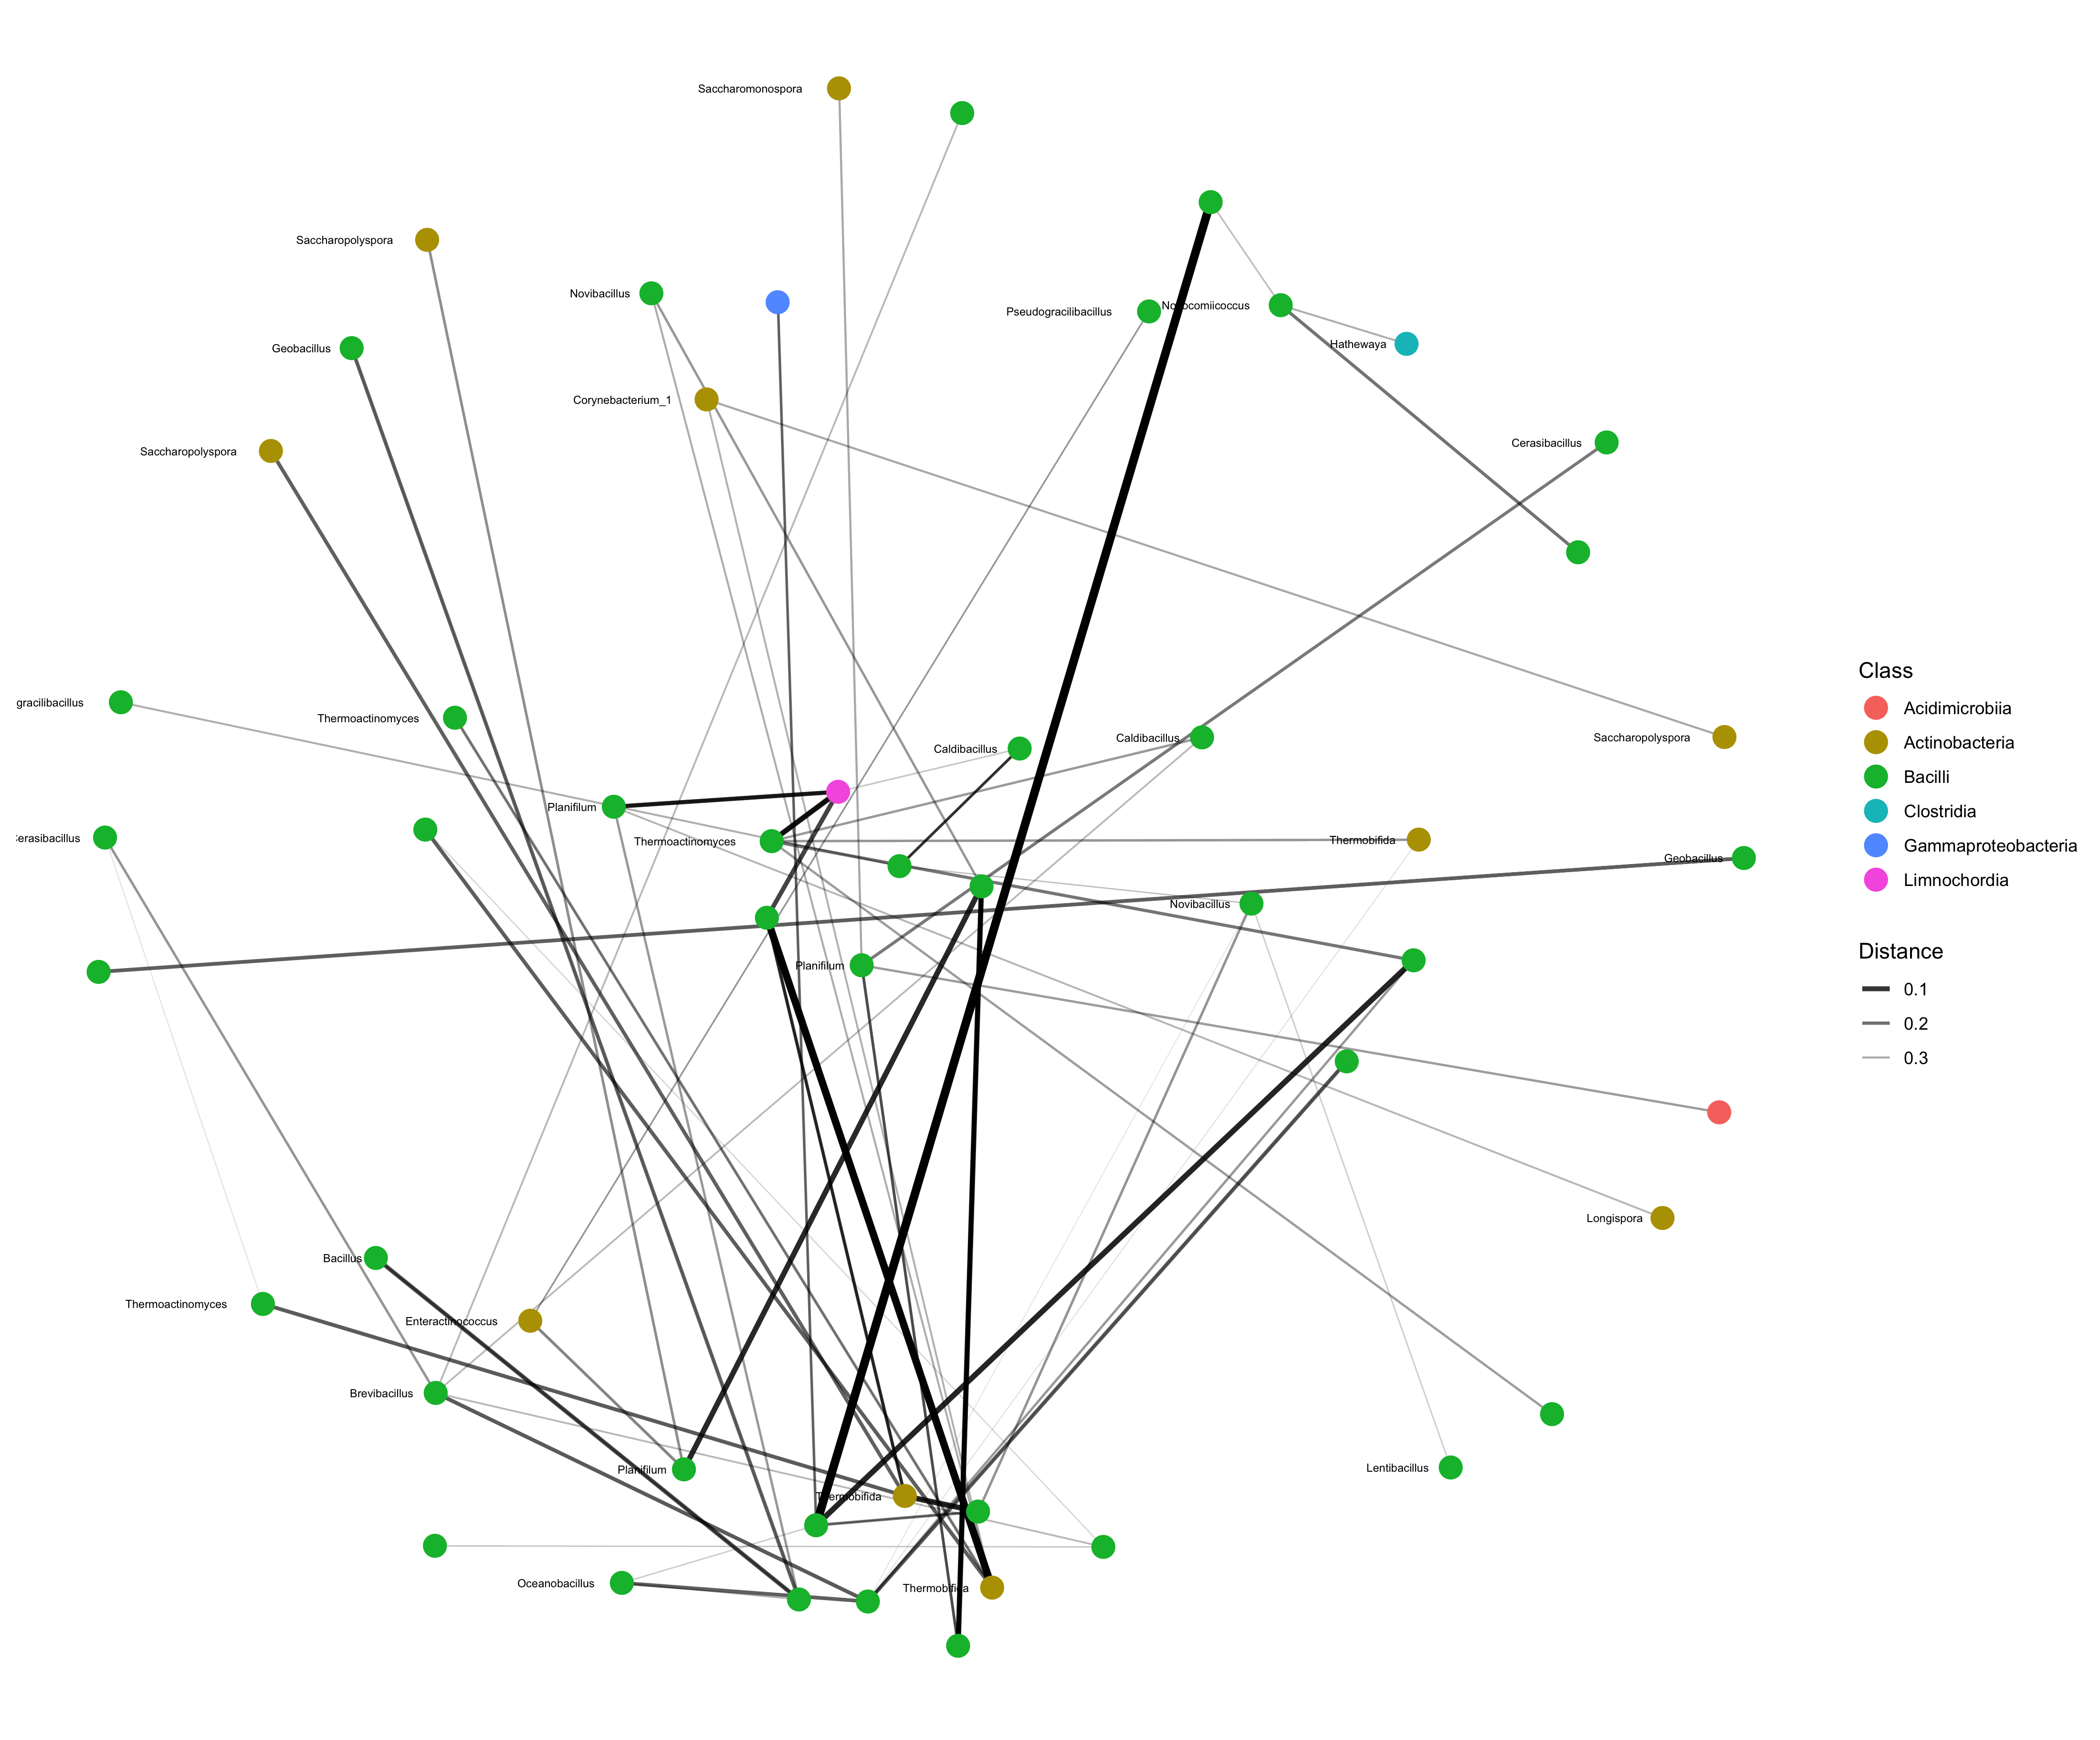 Saccharomonospora
Saccharopolyspora
Novibacillus
Pseudogracilibacillus
Nosocomiicoccus
Hathewaya
Geobacillus
Corynebacterium_1
Cerasibacillus
Saccharopolyspora
gracilibacillus
Thermoactinomyces
Caldibacillus
Caldibacillus
Saccharopolyspora
Planifilum
erasibacillus
Thermoactinomyces
Thermobifida
Geobacillus
Novibacillus
Planifilum
Longispora
Bacillus
Thermoactinomyces
Enteractinococcus
Brevibacillus
Planifilum
Lentibacillus
Thermobifida
Oceanobacillus
Thermobifida
Class
Acidimicrobiia
Actinobacteria
Bacilli
Clostridia
Gammaproteobacteria
Limnochordia
Distance
0.1
0.2
0.3